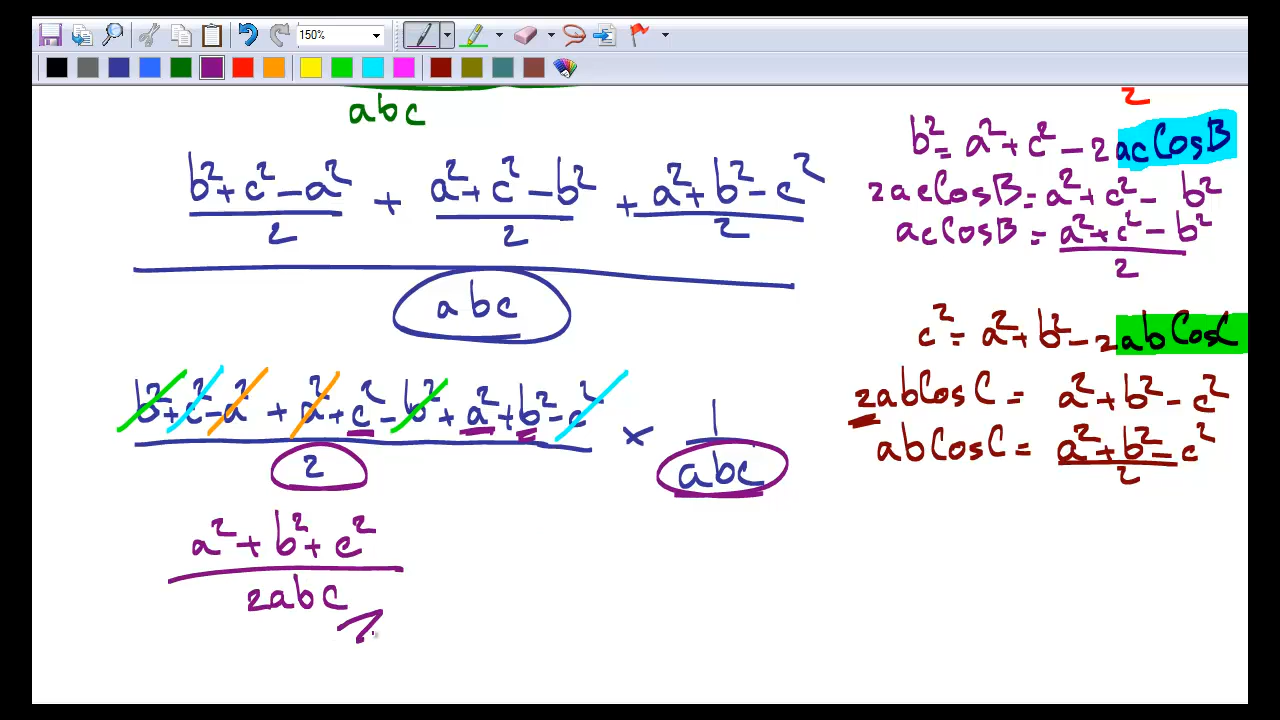 150%
abc
b²+c²-a²/2 + a²+c²-b²/2 + a²+b²-c²/2
abc
b²+c²-a² + a²+c²-b²+a²+b²-c²/2 × 1/abc
a²+b²+c²/2abc
2
b²= a²+c²-2acCosB
2acCosB= a²+c²- b²
acCosB = a²+c²-b²/2
c²= a²+b²-2abCosC
2abCosC = a²+b²-c²
abCosC = a²+b²-c²/2